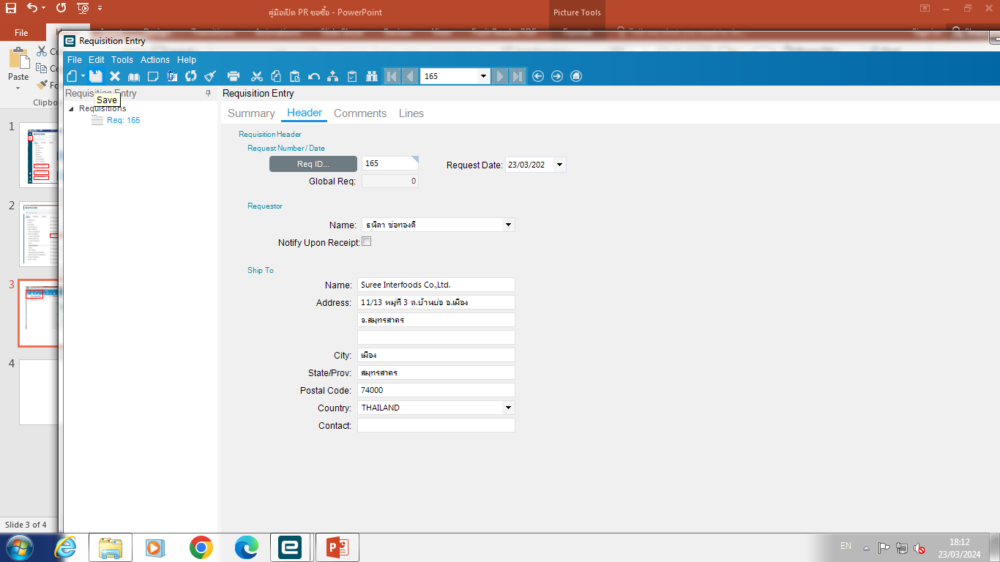 คู่มือเปิด PR ขอซื้อ - PowerPoint
Picture Tools
File
Requisition Entry
File Edit Tools Actions Help
Paste
165
Requisition Entry
Requisition Entry
Save
Clipbo
Requisitions
Req: 165
Summary Header Comments Lines
Requisition Header
Request Number / Date
Req ID... 165
Request Date: 23/03/202
Global Req: 0
Requestor
Name: ธนิดา ช่อทองดี
Notify Upon Receipt:
Ship To
Name: Suree Interfoods Co.,Ltd.
Address: 11/13 หมู่ที่ 3 ต.บ้านบ่อ อ.เมือง
จ.สมุทรสาคร
City: เมือง
State/Prov: สมุทรสาคร
Postal Code: 74000
Country: THAILAND
Contact:
1
2
3
4
Slide 3 of 4
EN
18:12
23/03/2024